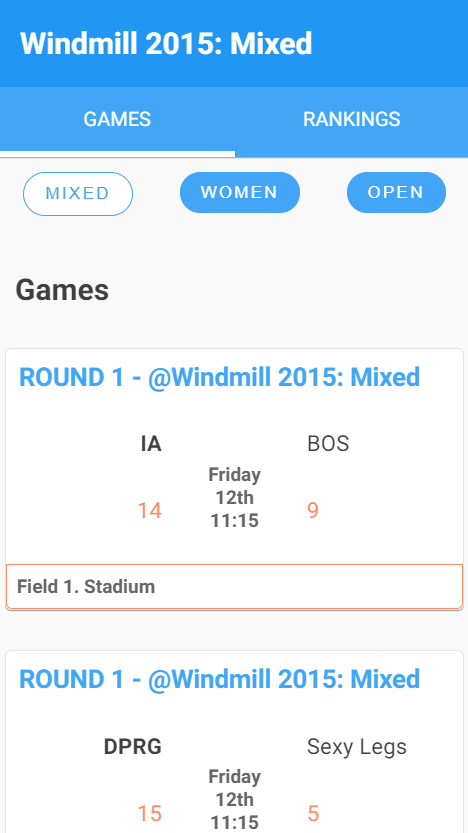 Windmill 2015: Mixed
GAMES RANKINGS
MIXED WOMEN OPEN
Games
ROUND 1 - @Windmill 2015: Mixed
IA BOS
Friday
12th
11:15
14 9
Field 1. Stadium
ROUND 1 - @Windmill 2015: Mixed
DPRG Sexy Legs
Friday
12th
11:15
15 5